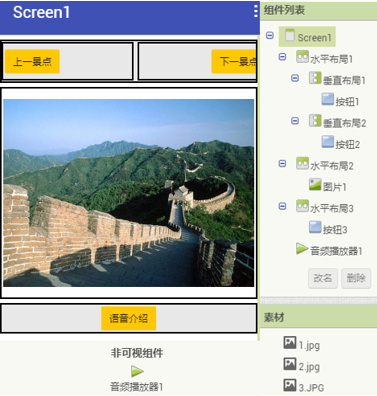 Screen1
上一景点
下一景点
语音介绍
非可视组件
音频播放器1
组件列表
Screen1
水平布局1
垂直布局1
按钮1
垂直布局2
按钮2
水平布局2
图片1
水平布局3
按钮3
音频播放器1
改名
删除
素材
1.jpg
2.jpg
3.JPG